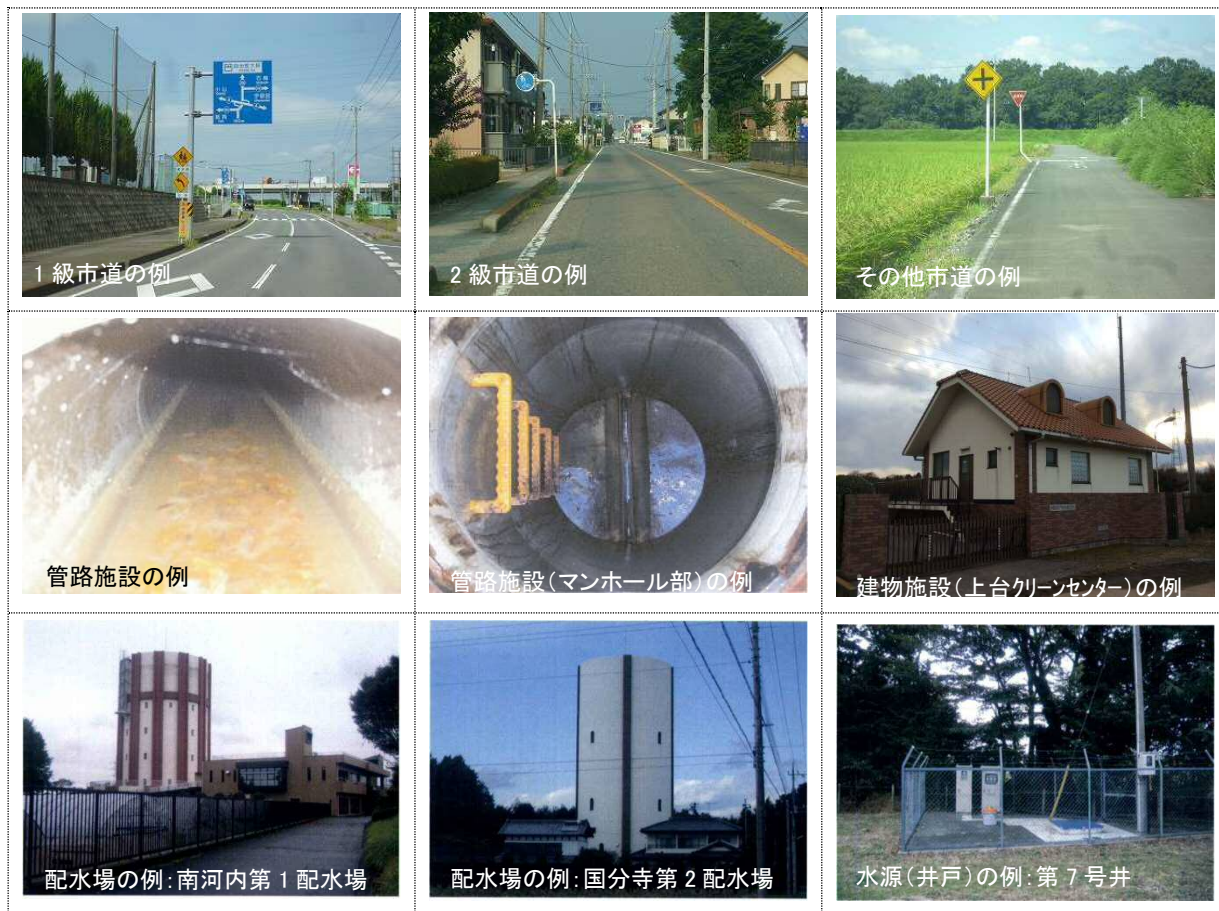 1 級市道の例
2 級市道の例
その他市道の例
管路施設の例
管路施設(マンホール部)の例
建物施設(上台クリーンセンター)の例
配水場の例:南河内第 1 配水場
配水場の例:国分寺第 2 配水場
水源(井戸)の例:第 7 号井